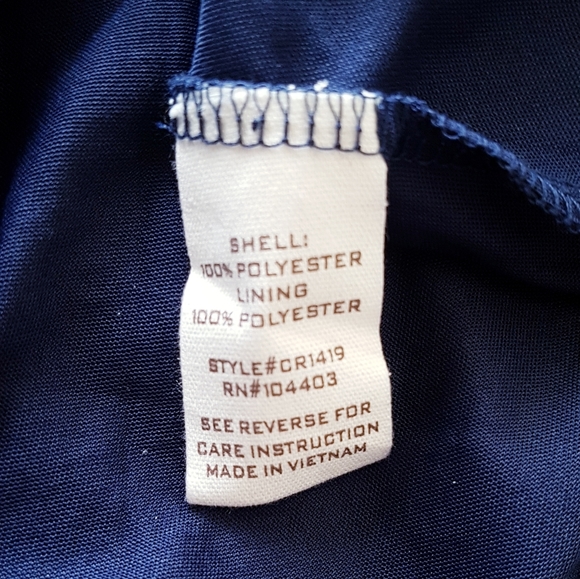 SHELL:
100% POLYESTER
LINING
100% POLYESTER
STYLE#CR1419
RN#104403
SEE REVERSE FOR
CARE INSTRUCTION
MADE IN VIETNAM